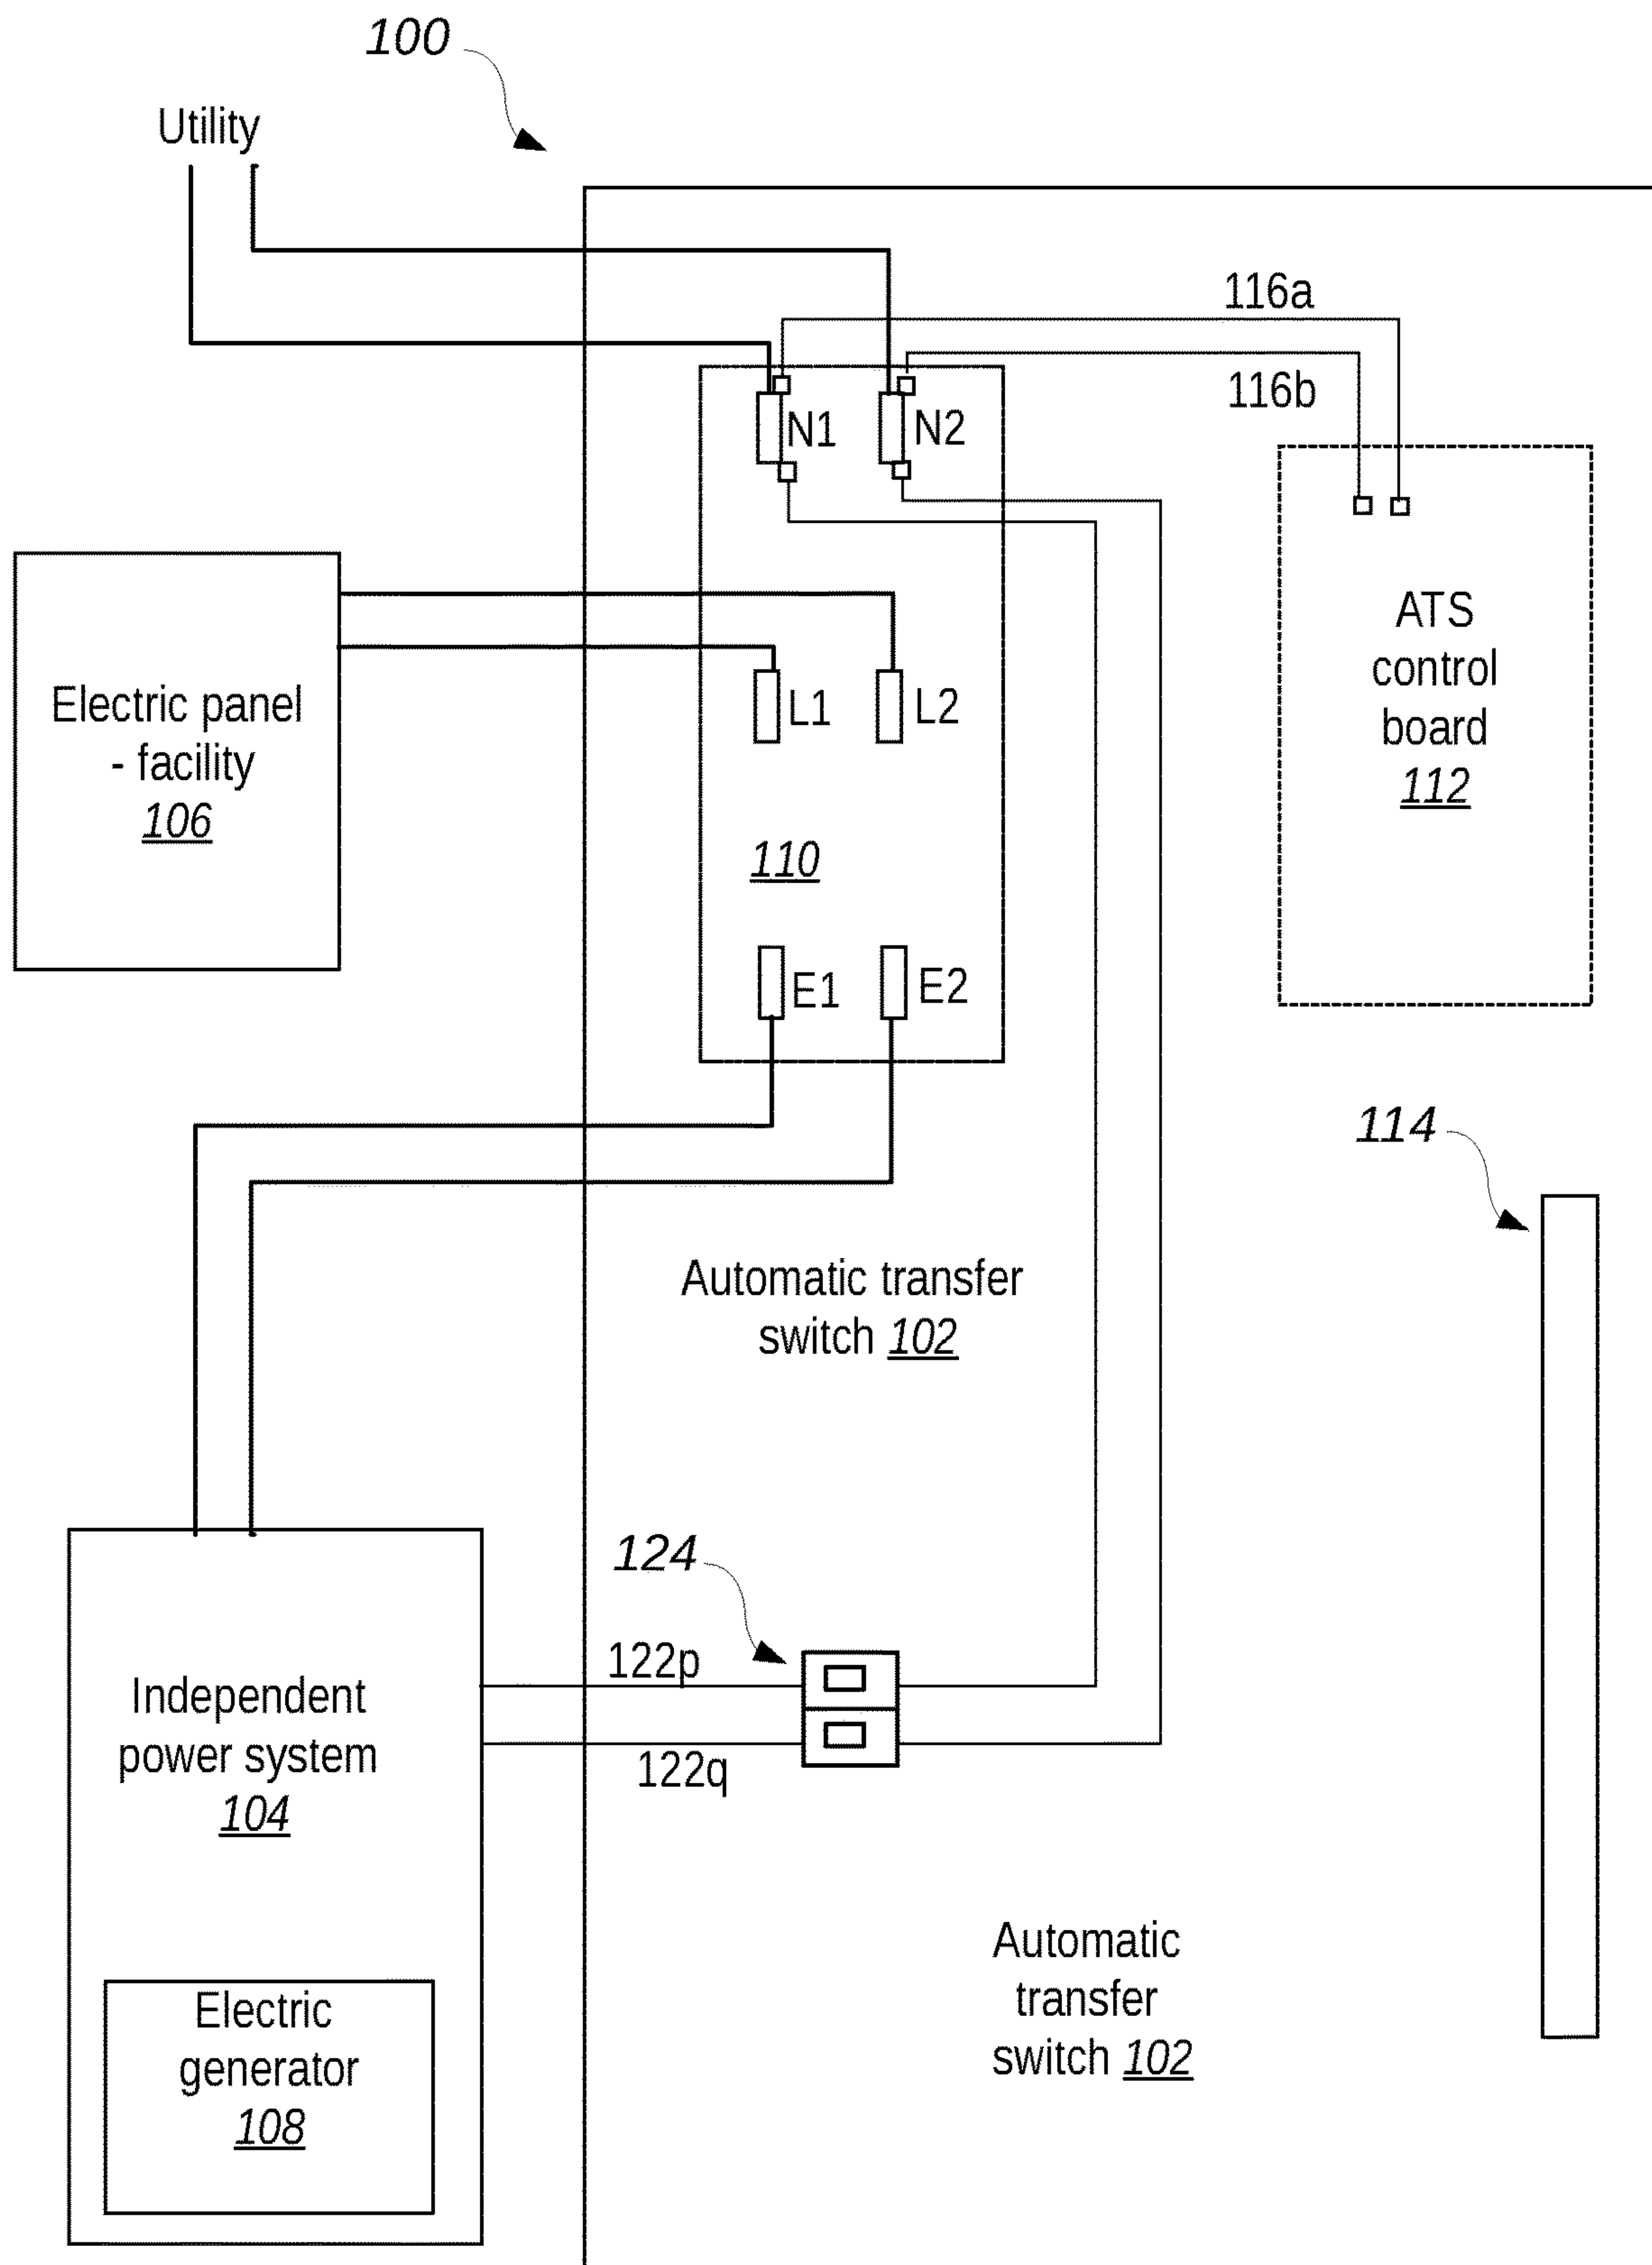 100
Utility
116a
116b
N1
N2
ATS
control
board
112
Electric panel
- facility
106
L1
L2
110
E1
E2
114
Automatic transfer
switch 102
124
122p
122q
Independent
power system
104
Automatic
transfer
switch 102
Electric
generator
108